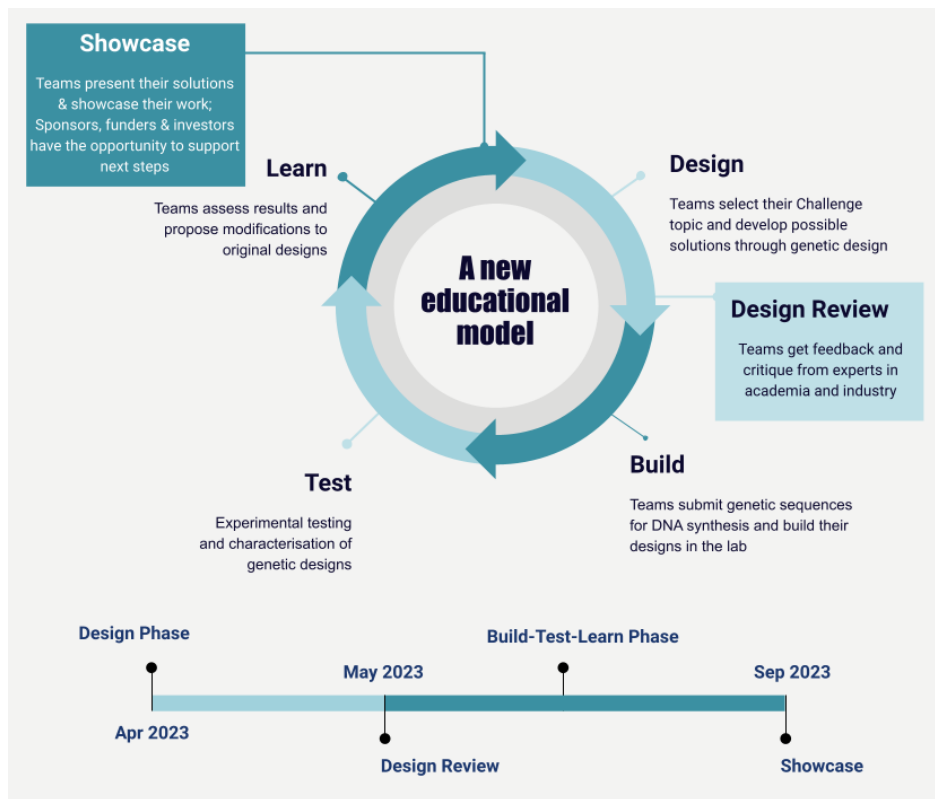 Showcase
Teams present their solutions
& showcase their work;
Sponsors, funders & investors
have the opportunity to support
next steps
Learn
Teams assess results and
propose modifications to
original designs
Design
Teams select their Challenge
topic and develop possible
solutions through genetic design
A new
educational
model
Design Review
Teams get feedback and
critique from experts in
academia and industry
Build
Teams submit genetic sequences
for DNA synthesis and build their
designs in the lab
Test
Experimental testing
and characterisation of
genetic designs
Design Phase
Build-Test-Learn Phase
May 2023
Sep 2023
Apr 2023
Design Review
Showcase